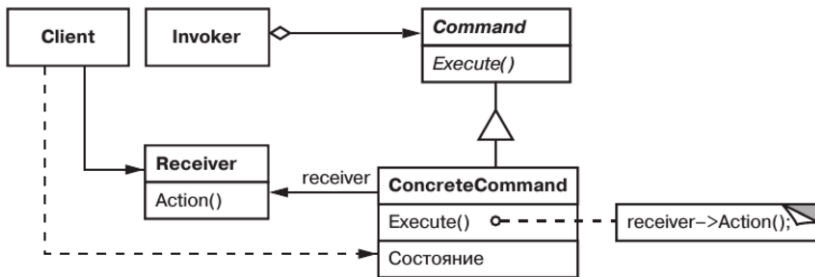 Client
Invoker
Command
Execute()
Receiver
Action()
receiver
ConcreteCommand
Execute()
receiver–>Action();
Состояние